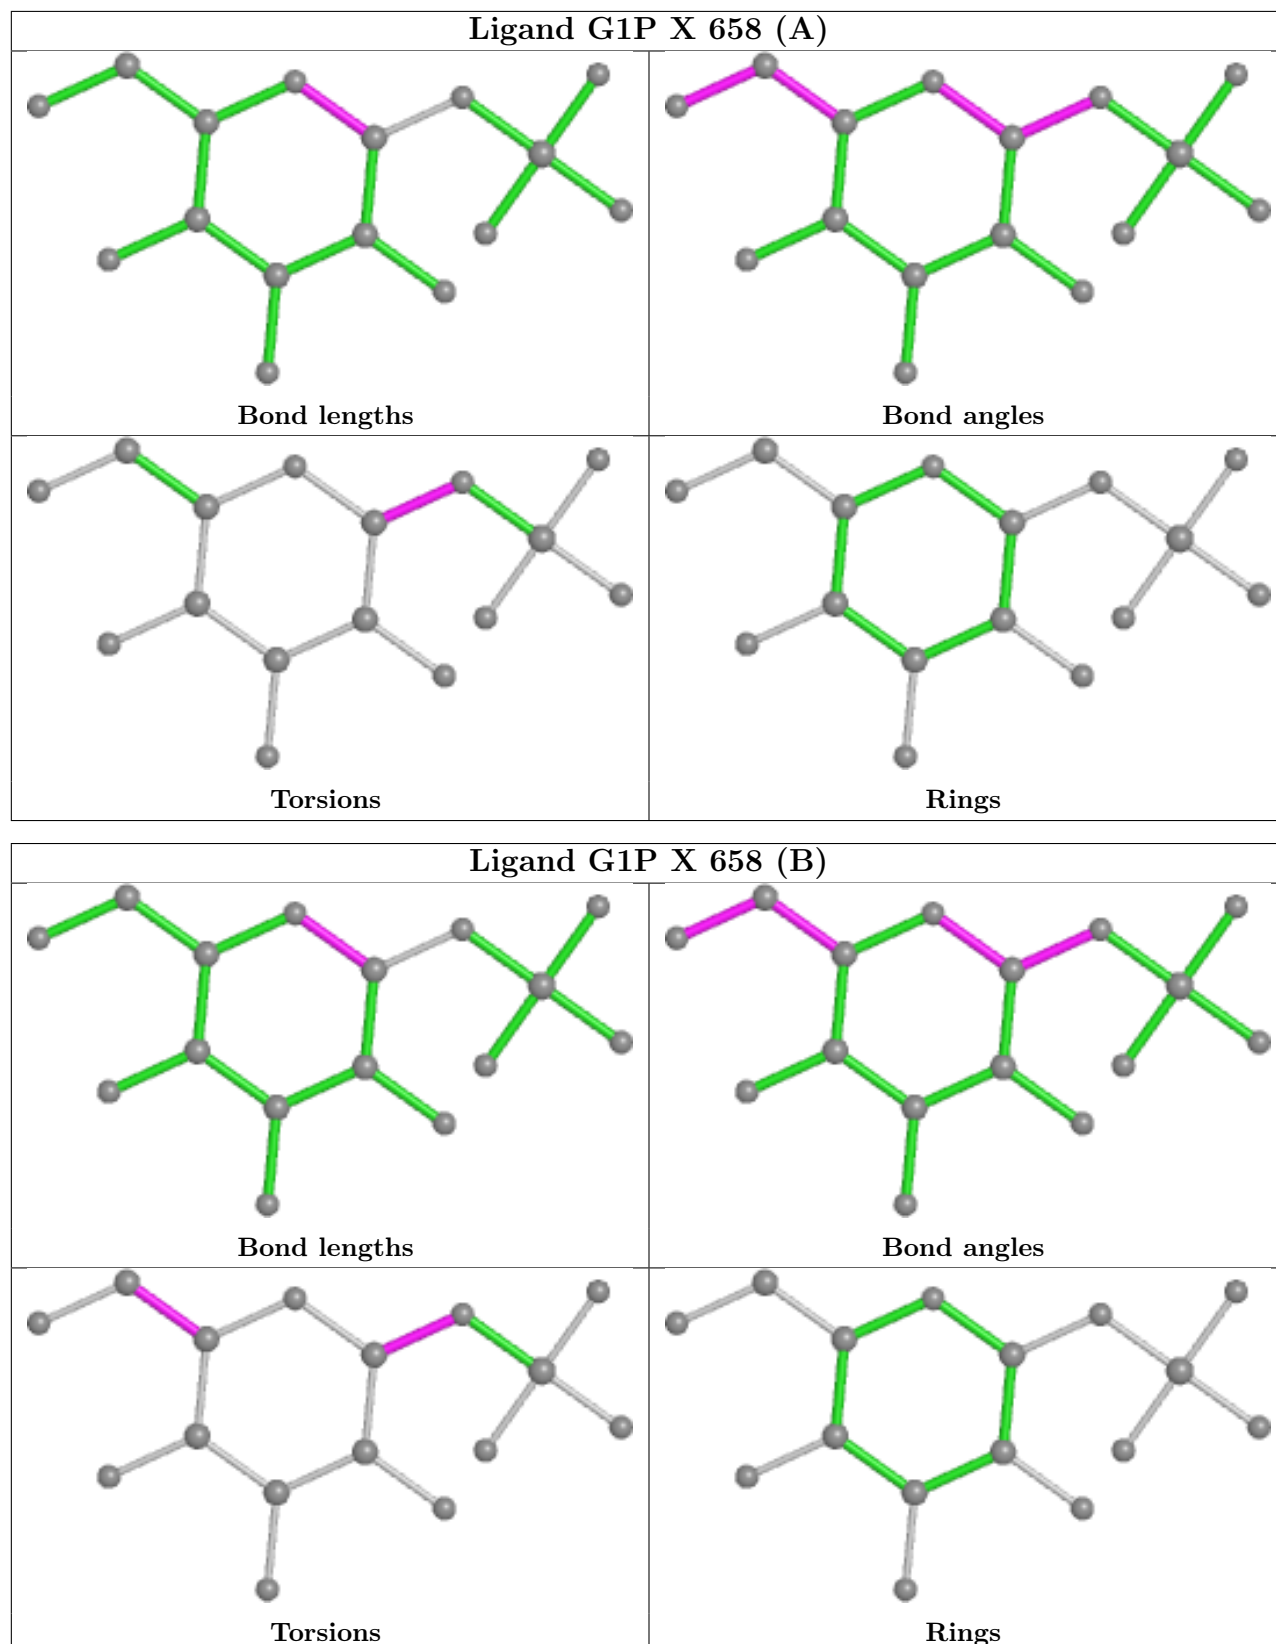 Ligand G1P X 658 (A)
Bond lengths
Bond angles
Torsions
Rings
Ligand G1P X 658 (B)
Bond lengths
Bond angles
Torsions
Rings